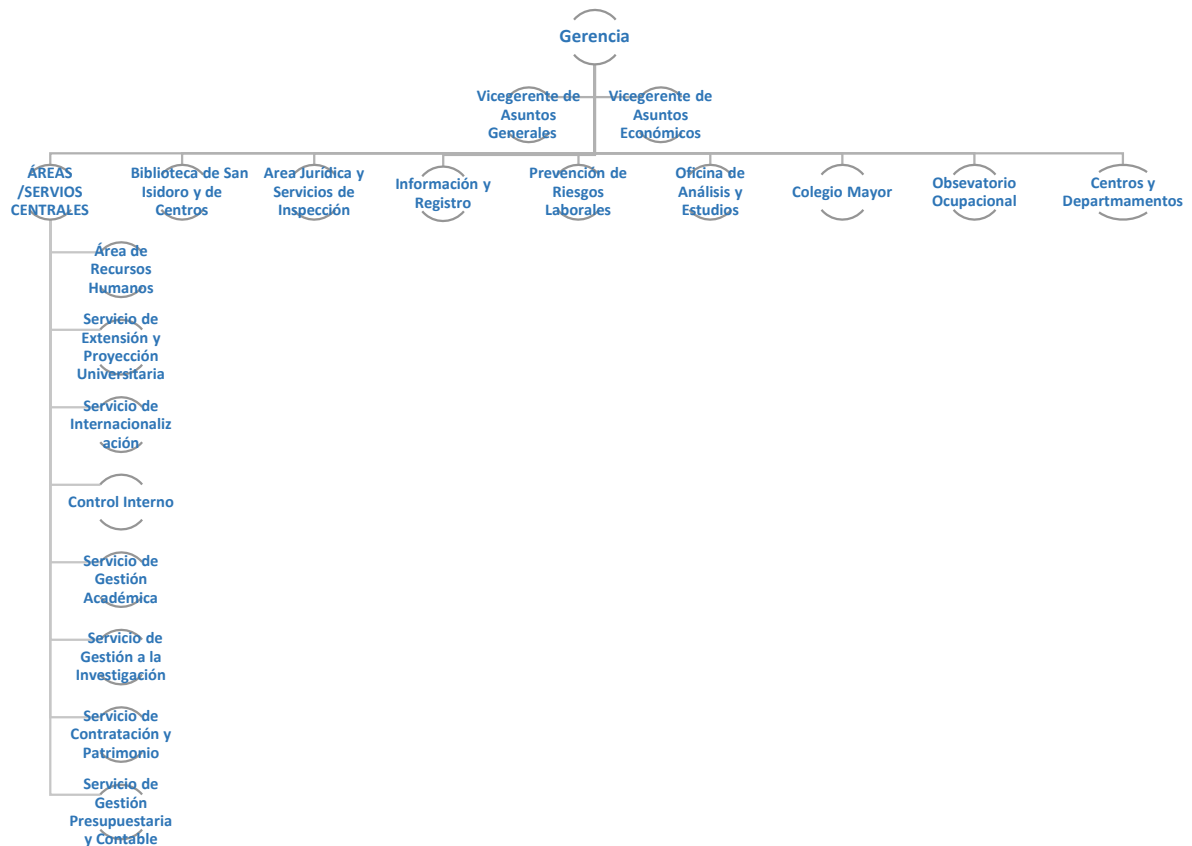 Gerencia
Vicegerente de
Asuntos
Generales
Vicegerente de
Asuntos
Económicos
ÁREAS
/SERVIOS
CENTRALES
Biblioteca de San
Isidoro y de
Centros
Area Jurídica y
Servicios de
Inspección
Información y
Registro
Prevención de
Riesgos
Laborales
Oficina de
Análisis y
Estudios
Colegio Mayor
Obsevatorio
Ocupacional
Centros y
Departmamentos
Área de
Recursos
Humanos
Servicio de
Extensión y
Proyección
Universitaria
Servicio de
Internacionaliz
ación
Control Interno
Servicio de
Gestión
Académica
Servicio de
Gestión a la
Investigación
Servicio de
Contratación y
Patrimonio
Servicio de
Gestión
Presupuestaria
y Contable